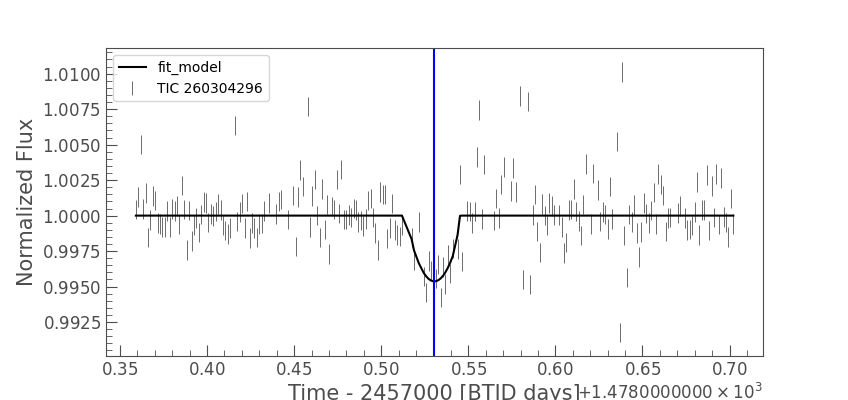 fit_model
TIC 260304296
Normalized Flux
1.0100
1.0075
1.0050
1.0025
1.0000
0.9975
0.9950
0.9925
0.35 0.40 0.45 0.50 0.55 0.60 0.65 0.70
Time - 2457000 [BTJD days]
+1.4780000000 × 10³